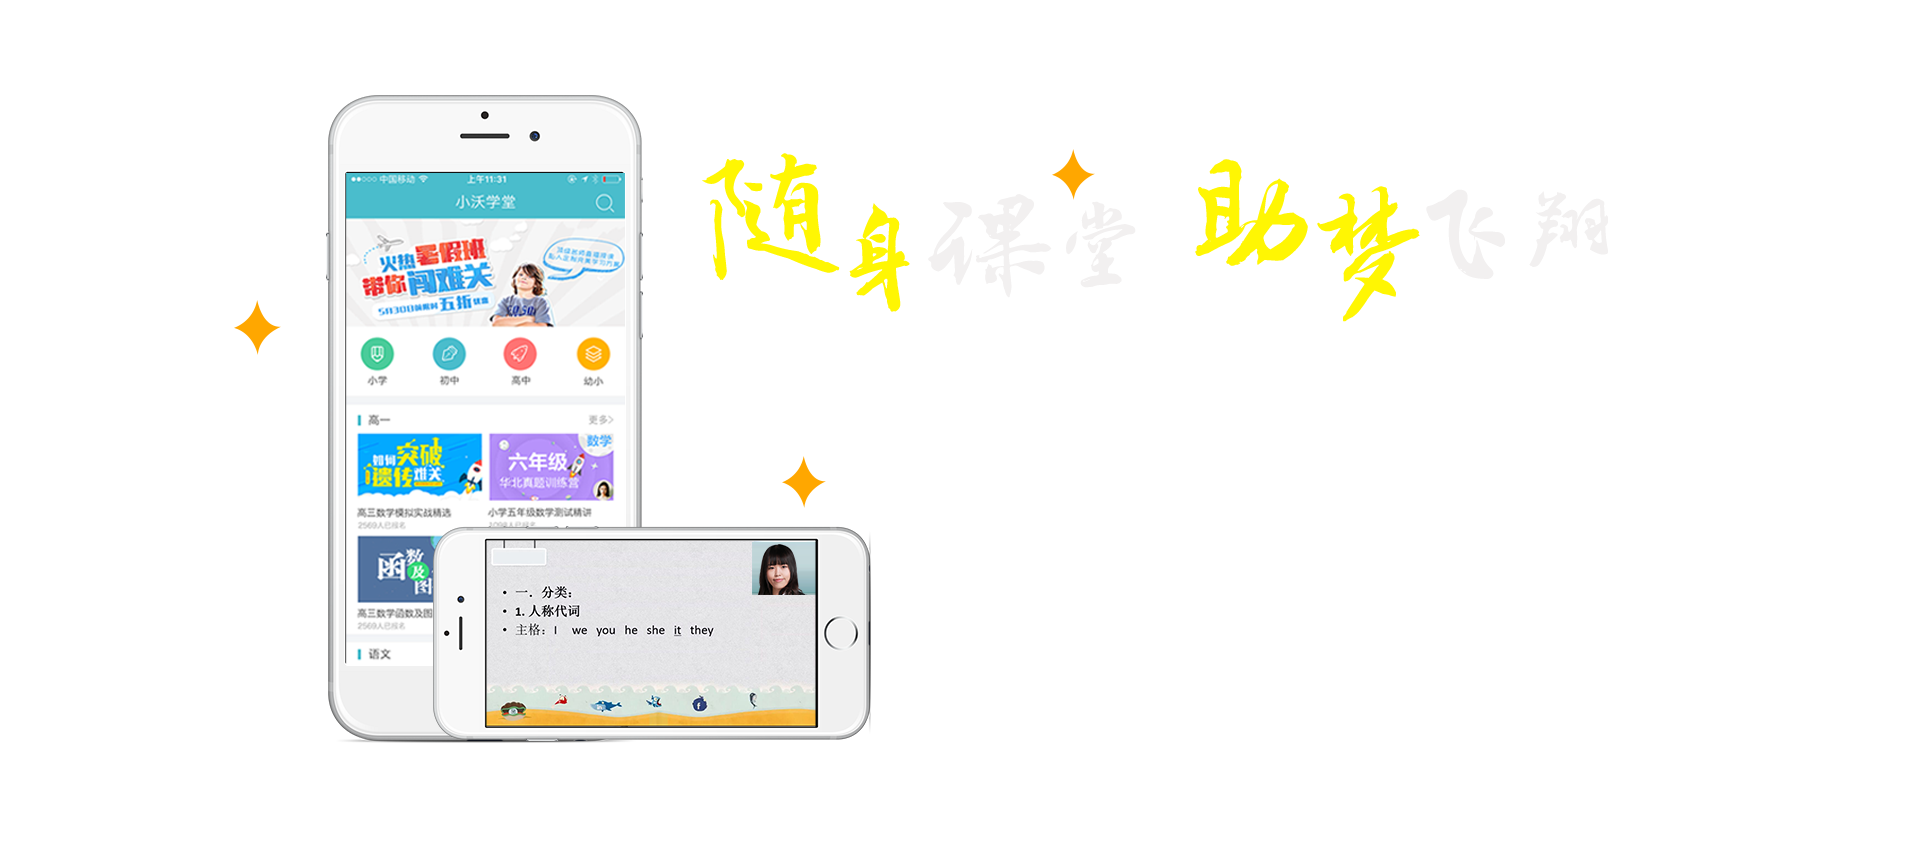 随身课堂 助梦飞翔
中国移动 上午11:31
小沃学堂
火热暑假班
带你闯难关
5月30日前限时五折优惠
小学 初中 高中 幼小
高一 更多>
如何突破
遗传难关
数学
六年级
华北真题训练营
高三数学模拟实战精选
2569人已报名
小学五年级数学测试精讲
函数
及
图
高三数学函数及图
2569人已报名
语文
• 一. 分类:
• 1. 人称代词
• 主格: I we you he she it they